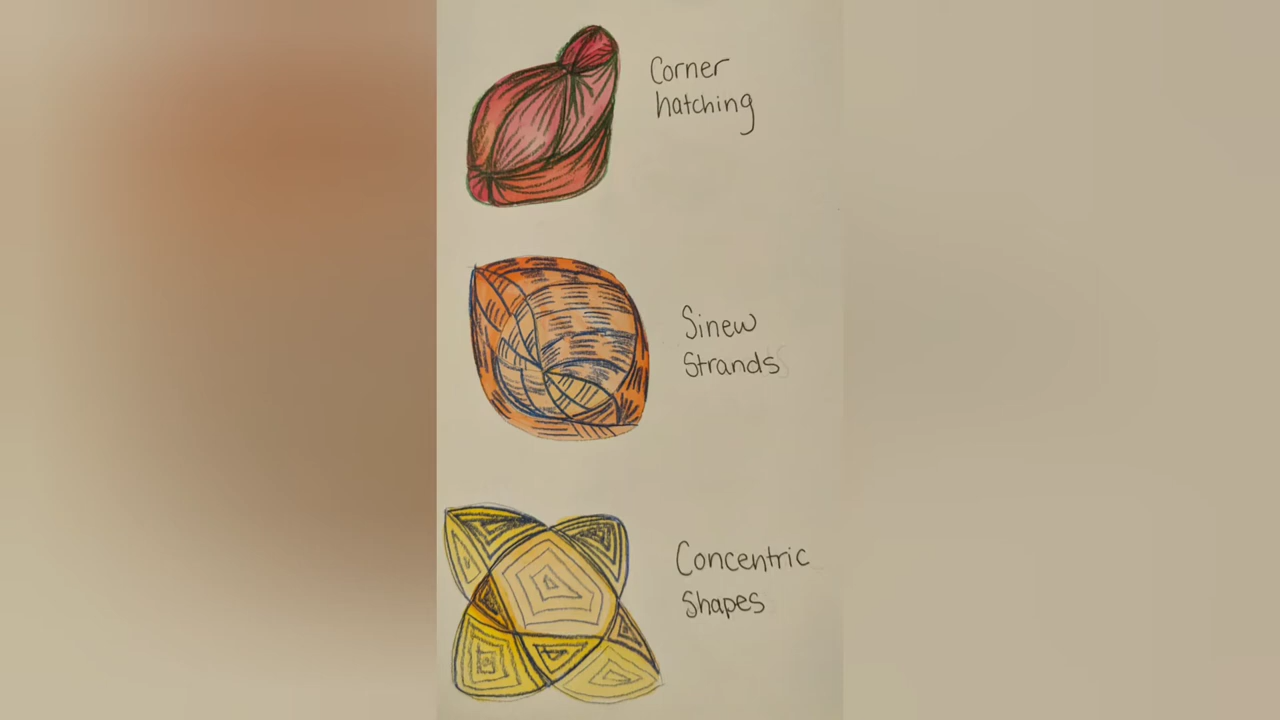 Corner
hatching
Sinew
Strands
Concentric
Shapes